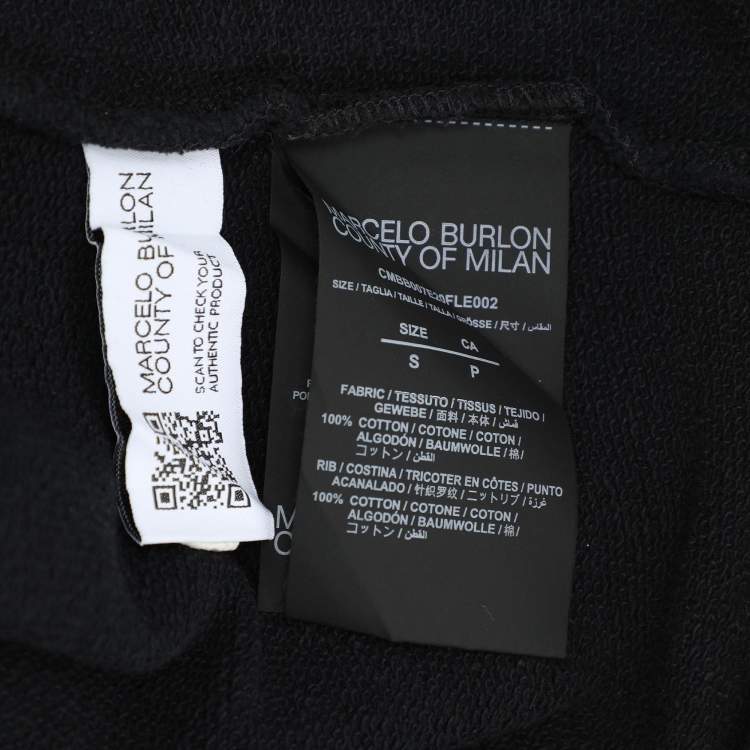 MARCELO BURLON
COUNTY OF MILAN
SCAN TO CHECK YOUR
AUTHENTIC PRODUCT
MARCELO BURLON
COUNTY OF MILAN
CMBB007E20FLE002
SIZE / TAGLIA / TAILLE / TALLA / GRÖSSE / 尺寸 / المقاس
SIZE CA
S P
FABRIC / TESSUTO / TISSUS / TEJIDO /
GEWEBE / 面料 / 本体 / قماش
100% COTTON / COTONE / COTON /
ALGODÓN / BAUMWOLLE / 棉 /
コットン / القطن
RIB / COSTINA / TRICOTER EN CÔTES / PUNTO
ACANALADO / 针织罗纹 / ニットリブ / غرزة
100% COTTON / COTONE / COTON /
ALGODÓN / BAUMWOLLE / 棉 /
コットン / القطن